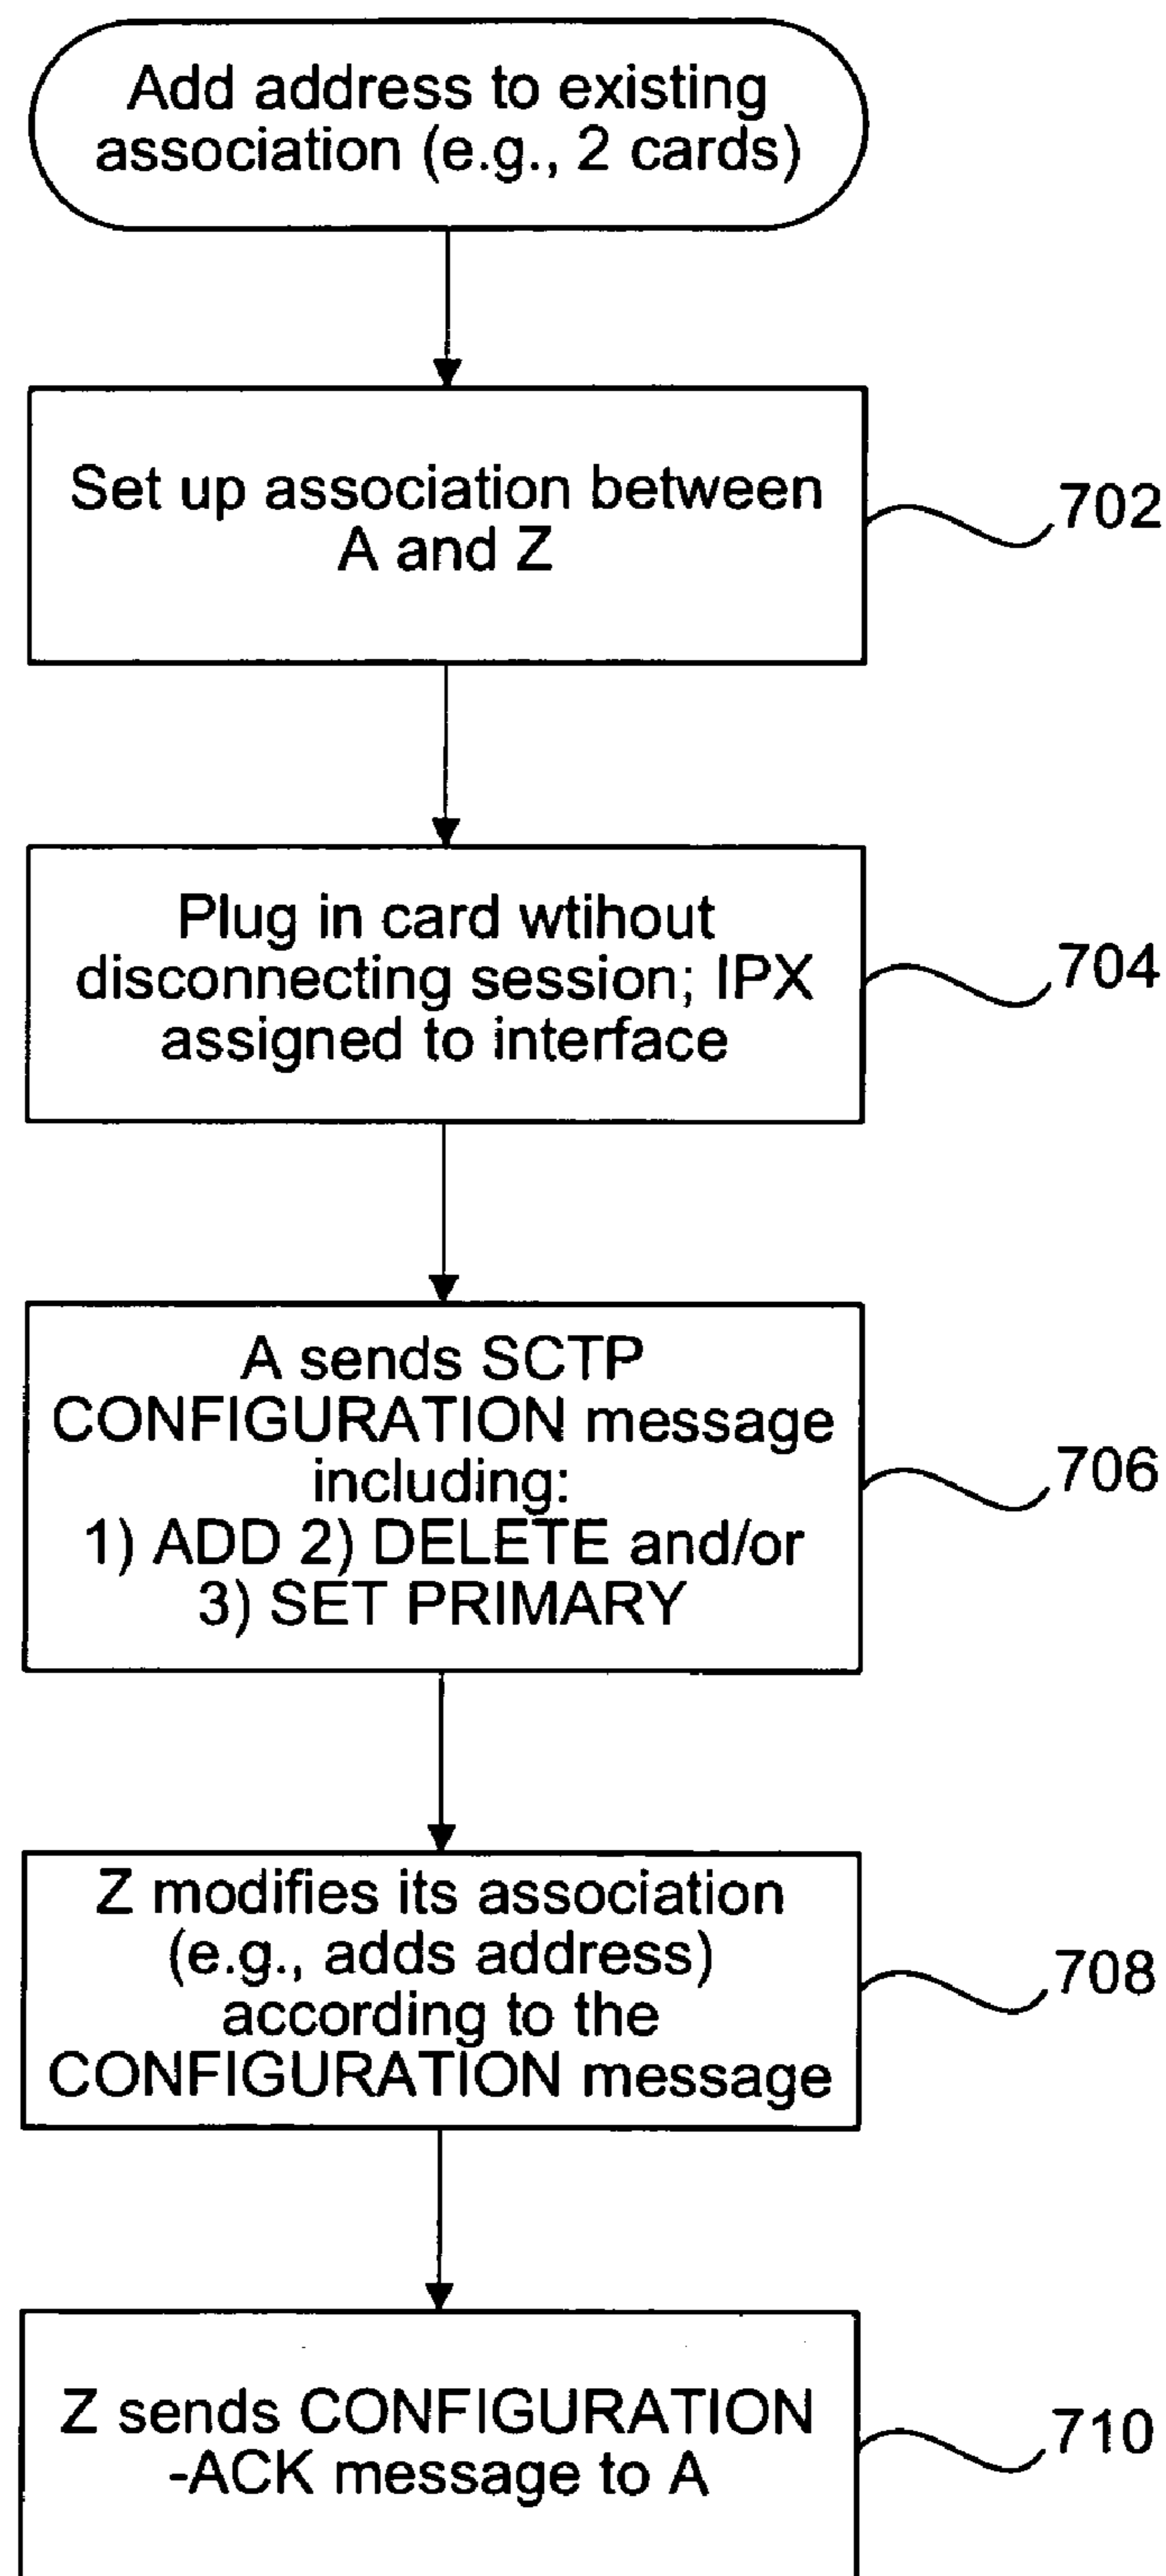 Add address to existing
association (e.g., 2 cards)
Set up association between
A and Z
702
Plug in card wtihout
disconnecting session; IPX
assigned to interface
704
A sends SCTP
CONFIGURATION message
including:
1) ADD 2) DELETE and/or
3) SET PRIMARY
706
Z modifies its association
(e.g., adds address)
according to the
CONFIGURATION message
708
Z sends CONFIGURATION
-ACK message to A
710